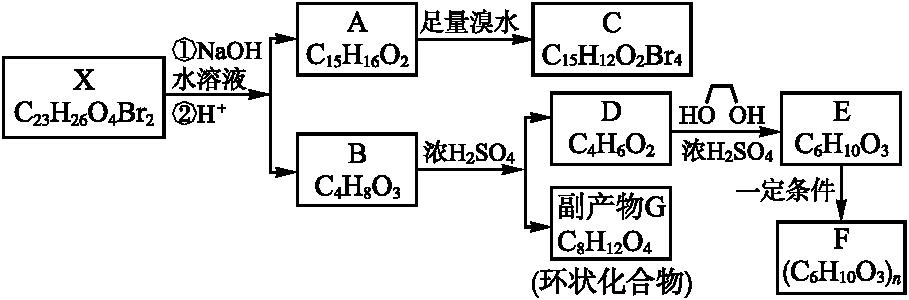 X
C₂₃H₂₆O₄Br₂
①NaOH
水溶液
②H⁺
A
C₁₅H₁₆O₂
足量溴水
C
C₁₅H₁₂O₂Br₄
B
C₄H₈O₃
浓H₂SO₄
D
C₄H₆O₂
HO OH
浓H₂SO₄
E
C₆H₁₀O₃
一定条件
副产物G
C₈H₁₂O₄
(环状化合物)
F
(C₆H₁₀O₃)ₙ